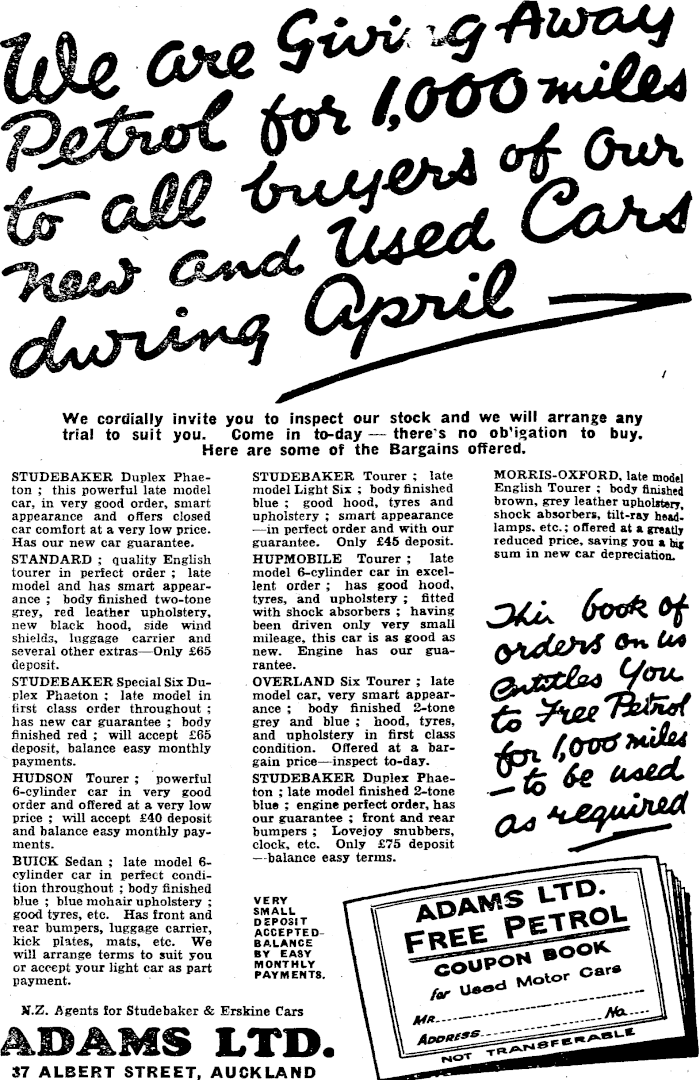 We are Giving Away
Petrol for 1,000 miles
to all buyers of our
new and Used Cars
during April
We cordially invite you to inspect our stock and we will arrange any
trial to suit you. Come in to-day — there's no ob'igation to buy.
Here are some of the Bargains offered.
STUDEBAKER Duplex Phae-
ton ; this powerful late model
car, in very good order, smart
appearance and offers closed
car comfort at a very low price.
Has our new car guarantee.
STANDARD ; quality English
tourer in perfect order ; late
model and has smart appear-
ance ; body finished two-tone
grey, red leather upholstery,
new black hood, side wind
shields, luggage carrier and
several other extras—Only £65
deposit.
STUDEBAKER Special Six Du-
plex Phaeton ; late model in
first class order throughout ;
has new car guarantee ; body
finished red ; will accept £65
deposit, balance easy monthly
payments.
HUDSON Tourer ; powerful
6-cylinder car in very good
order and offered at a very low
price ; will accept £40 deposit
and balance easy monthly pay-
ments.
BUICK Sedan ; late model 6-
cylinder car in perfect condi-
tion throughout ; body finished
blue ; blue mohair upholstery ;
good tyres, etc. Has front and
rear bumpers, luggage carrier,
kick plates, mats, etc. We
will arrange terms to suit you
or accept your light car as part
payment.
STUDEBAKER Tourer ; late
model Light Six ; body finished
blue ; good hood, tyres and
upholstery ; smart appearance
—in perfect order and with our
guarantee. Only £45 deposit.
HUPMOBILE Tourer ; late
model 6-cylinder car in excel-
lent order ; has good hood,
tyres, and upholstery ; fitted
with shock absorbers ; having
been driven only very small
mileage, this car is as good as
new. Engine has our gua-
rantee.
OVERLAND Six Tourer ; late
model car, very smart appear-
ance ; body finished 2-tone
grey and blue ; hood, tyres,
and upholstery in first class
condition. Offered at a bar-
gain price—inspect to-day.
STUDEBAKER Duplex Phae-
ton ; late model finished 2-tone
blue ; engine perfect order, has
our guarantee ; front and rear
bumpers ; Lovejoy snubbers,
clock, etc. Only £75 deposit
—balance easy terms.
VERY
SMALL
DEPOSIT
ACCEPTED-
BALANCE
BY EASY
MONTHLY
PAYMENTS.
MORRIS-OXFORD, late model
English Tourer ; body finished
brown, grey leather upholstery,
shock absorbers, tilt-ray head-
lamps, etc. ; offered at a greatly
reduced price, saving you a big
sum in new car depreciation.
This book of
orders on us
Entitles You
to Free Petrol
for 1,000 miles
— to be used
as required
ADAMS LTD.
FREE PETROL
COUPON BOOK
for Used Motor Cars
MR. No.
ADDRESS
NOT TRANSFERABLE
N.Z. Agents for Studebaker & Erskine Cars
ADAMS LTD.
37 ALBERT STREET, AUCKLAND